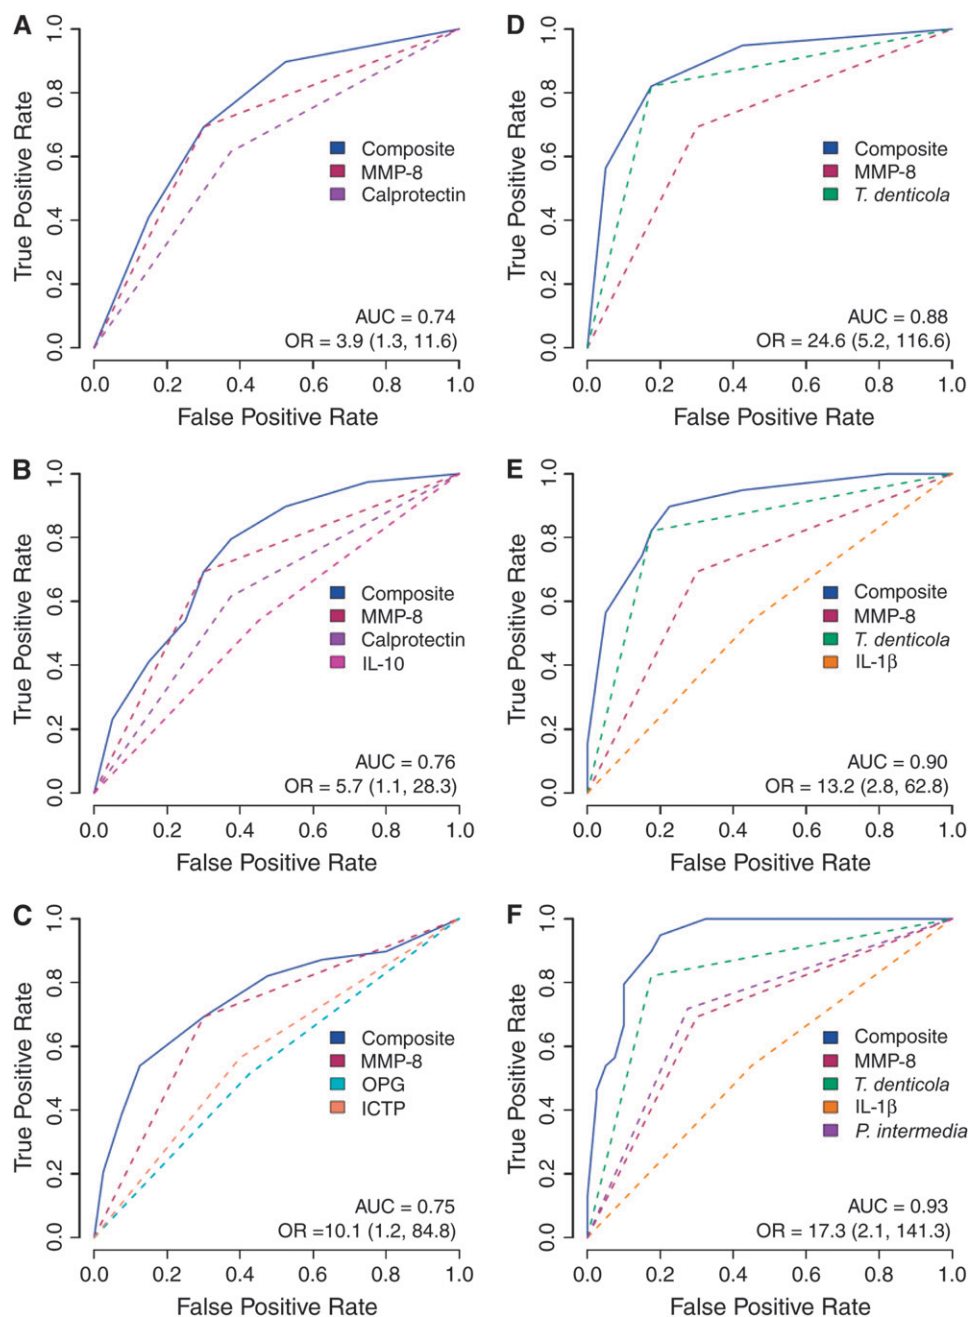 A
True Positive Rate
1.0
0.8
0.6
0.4
0.2
0.0
Composite
MMP-8
Calprotectin
AUC = 0.74
OR = 3.9 (1.3, 11.6)
0.0 0.2 0.4 0.6 0.8 1.0
False Positive Rate
D
True Positive Rate
1.0
0.8
0.6
0.4
0.2
0.0
Composite
MMP-8
T. denticola
AUC = 0.88
OR = 24.6 (5.2, 116.6)
0.0 0.2 0.4 0.6 0.8 1.0
False Positive Rate
B
True Positive Rate
1.0
0.8
0.6
0.4
0.2
0.0
Composite
MMP-8
Calprotectin
IL-10
AUC = 0.76
OR = 5.7 (1.1, 28.3)
0.0 0.2 0.4 0.6 0.8 1.0
False Positive Rate
E
True Positive Rate
1.0
0.8
0.6
0.4
0.2
0.0
Composite
MMP-8
T. denticola
IL-1β
AUC = 0.90
OR = 13.2 (2.8, 62.8)
0.0 0.2 0.4 0.6 0.8 1.0
False Positive Rate
C
True Positive Rate
1.0
0.8
0.6
0.4
0.2
0.0
Composite
MMP-8
OPG
ICTP
AUC = 0.75
OR =10.1 (1.2, 84.8)
0.0 0.2 0.4 0.6 0.8 1.0
False Positive Rate
F
True Positive Rate
1.0
0.8
0.6
0.4
0.2
0.0
Composite
MMP-8
T. denticola
IL-1β
P. intermedia
AUC = 0.93
OR = 17.3 (2.1, 141.3)
0.0 0.2 0.4 0.6 0.8 1.0
False Positive Rate